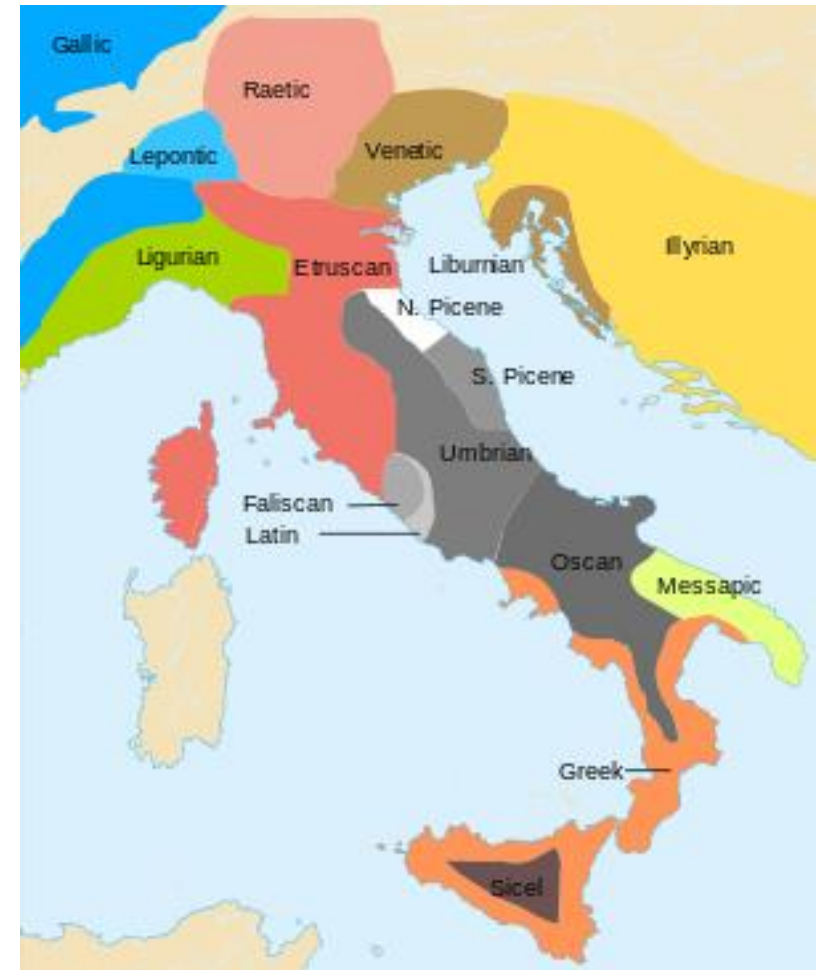 Gallic
Raetic
Venetic
Lepontic
Illyrian
Ligurian
Etruscan
Liburnian
N. Picene
S. Picene
Umbrian
Faliscan
Latin
Oscan
Messapic
Greek
Sicel